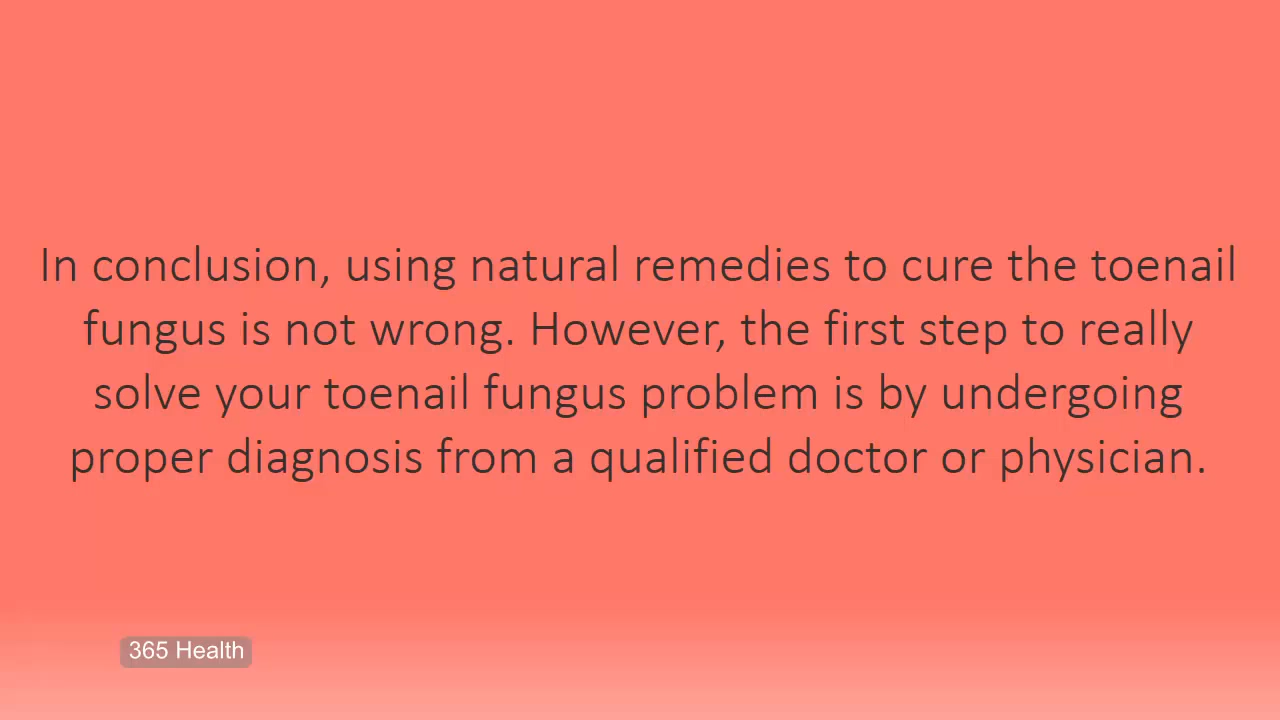 In conclusion, using natural remedies to cure the toenail
fungus is not wrong. However, the first step to really
solve your toenail fungus problem is by undergoing
proper diagnosis from a qualified doctor or physician.
365 Health